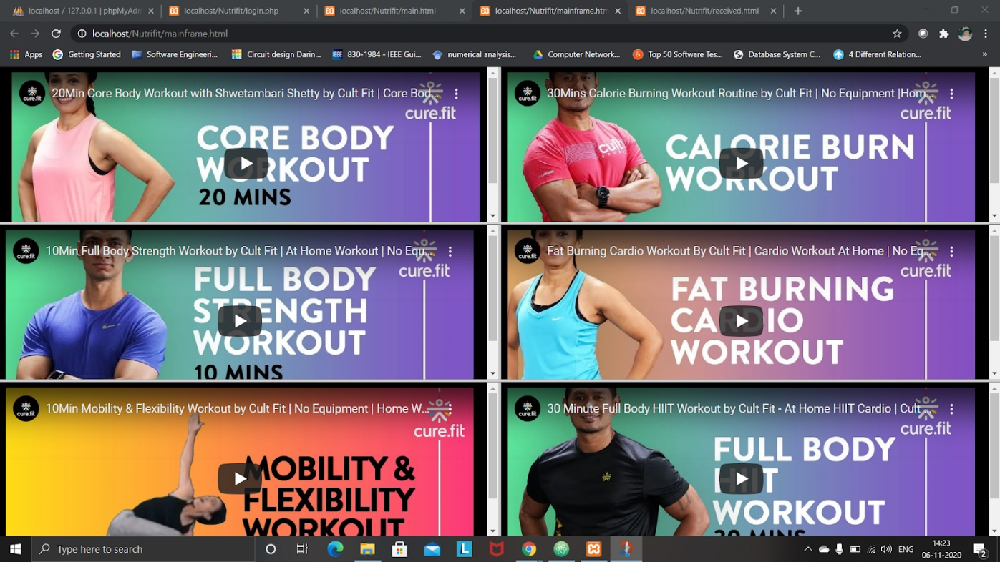 localhost / 127.0.0.1 | phpMyAdn
localhost/Nutrifit/login.php
localhost/Nutrifit/main.html
localhost/Nutrifit/mainframe.htm
localhost/Nutrifit/received.html
localhost/Nutrifit/mainframe.html
Apps
Getting Started
Software Engineeri...
Circuit design Darin...
IEEE
830-1984 - IEEE Gui...
numerical analysis...
Computer Network...
Top 50 Software Tes...
Database System C...
4 Different Relation...
»
cure.fit
20Min Core Body Workout with Shwetambari Shetty by Cult Fit | Core Bod...
cure.fit
CORE BODY
WORKOUT
20 MINS
cure.fit
30Mins Calorie Burning Workout Routine by Cult Fit | No Equipment |Hom...
cure.fit
cult
SPORT
CALORIE BURN
WORKOUT
cure.fit
10Min Full Body Strength Workout by Cult Fit | At Home Workout | No Equ...
cure.fit
FULL BODY
STRENGTH
WORKOUT
10 MINS
cure.fit
Fat Burning Cardio Workout By Cult Fit | Cardio Workout At Home | No Eq...
cure.fit
FAT BURNING
CARDIO
WORKOUT
cure.fit
10Min Mobility & Flexibility Workout by Cult Fit | No Equipment | Home W...
cure.fit
MOBILITY &
FLEXIBILITY
WORKOUT
cure.fit
30 Minute Full Body HIIT Workout by Cult Fit - At Home HIIT Cardio | Cult ...
cure.fit
FULL BODY
HIIT
WORKOUT
30 MINS
Type here to search
L
ENG
14:23
06-11-2020
2